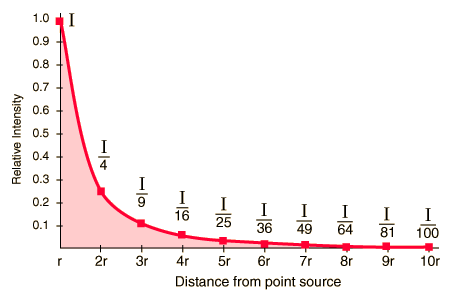 1.0
0.9
0.8
0.7
0.6
0.5
0.4
0.3
0.2
0.1
Relative Intensity
I
I/4
I/9
I/16
I/25
I/36
I/49
I/64
I/81
I/100
r 2r 3r 4r 5r 6r 7r 8r 9r 10r
Distance from point source